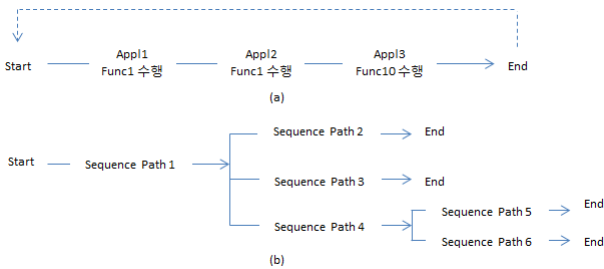 Appl1 Appl2 Appl3
Start End
Func1 수행 Func1 수행 Func10 수행
(a)
Sequence Path 2 End
Start Sequence Path 1
Sequence Path 3 End
Sequence Path 4 Sequence Path 5 End
Sequence Path 6 End
(b)